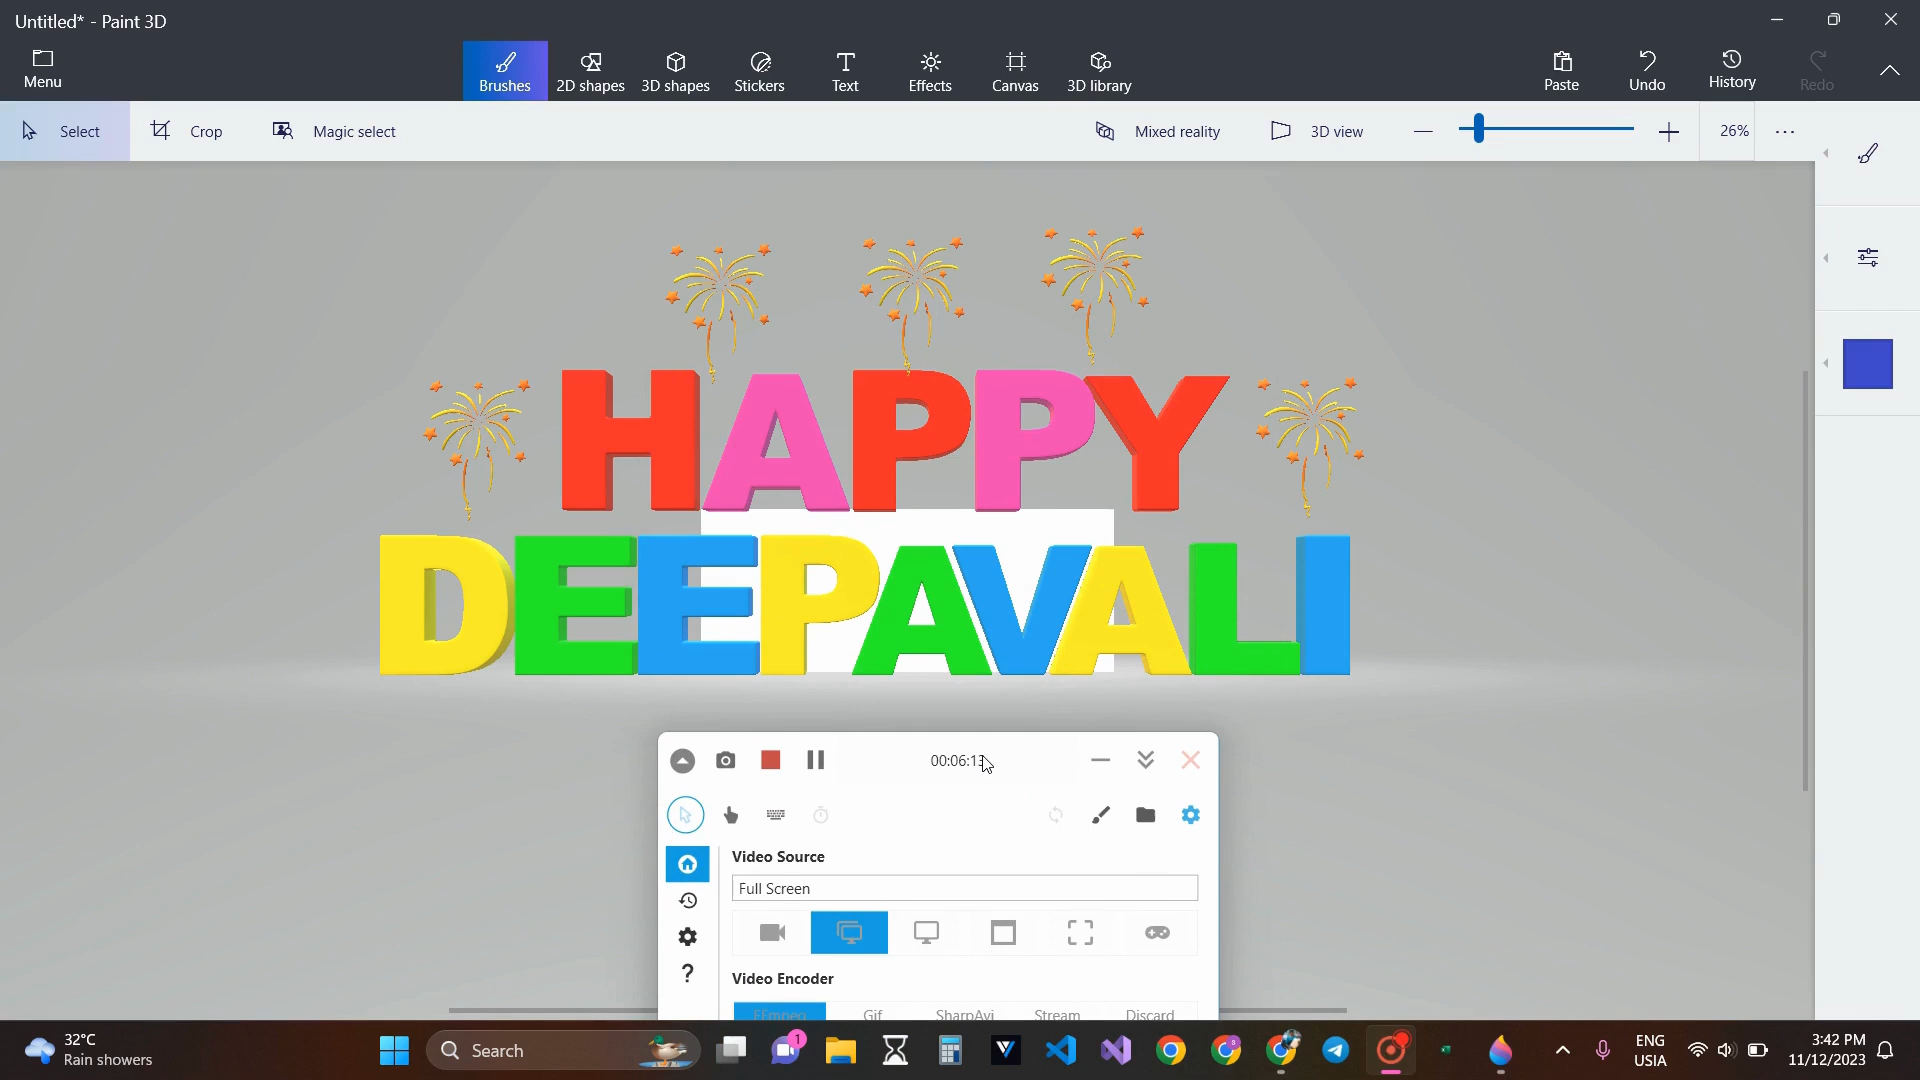 Untitled* - Paint 3D
Menu
Brushes
2D shapes
3D shapes
Stickers
Text
Effects
Canvas
3D library
Paste
Undo
History
Redo
Select
Crop
Magic select
Mixed reality
3D view
26%
HAPPY
DEEPAVALI
00:06:13
Video Source
Full Screen
Video Encoder
FFmpeg
Gif
SharpAvi
Stream
Discard
32°C
Rain showers
Search
1
ENG
USIA
3:42 PM
11/12/2023